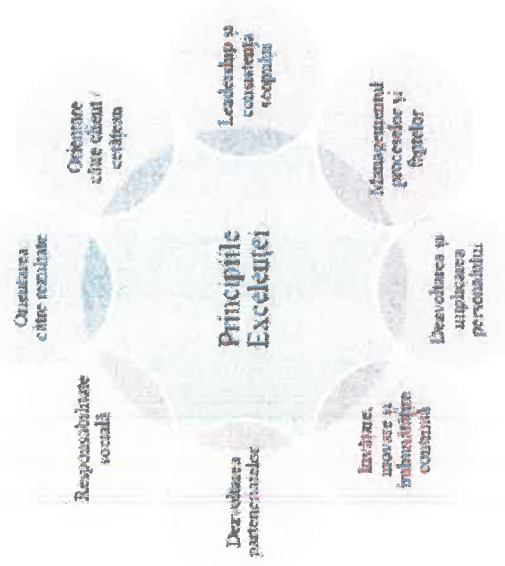 Principiile
Excelenței
Orientarea
către rezultate
Orientare
către client /
cetățean
Leadership și
consistența
scopului
Managementul
proceselor și
faptelor
Dezvoltarea și
implicarea
personalului
Învățare,
inovare și
îmbunătățire
continuă
Dezvoltarea
parteneriatelor
Responsabilitate
socială